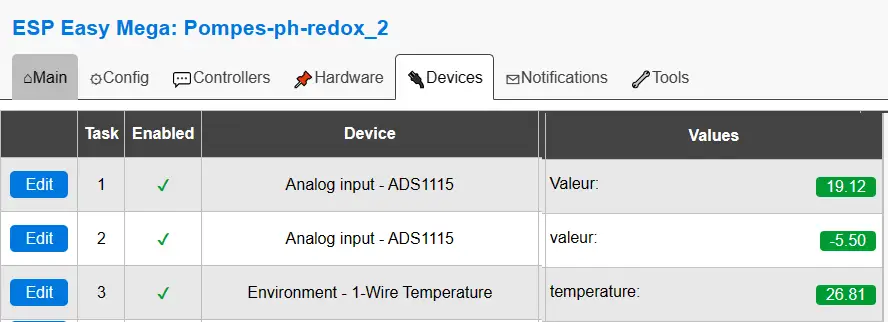 ESP Easy Mega: Pompes-ph-redox_2
⌂Main ⚙Config Controllers Hardware Devices Notifications Tools
Task Enabled Device Values
Edit 1 ✓ Analog input - ADS1115 Valeur: 19.12
Edit 2 ✓ Analog input - ADS1115 valeur: -5.50
Edit 3 ✓ Environment - 1-Wire Temperature temperature: 26.81